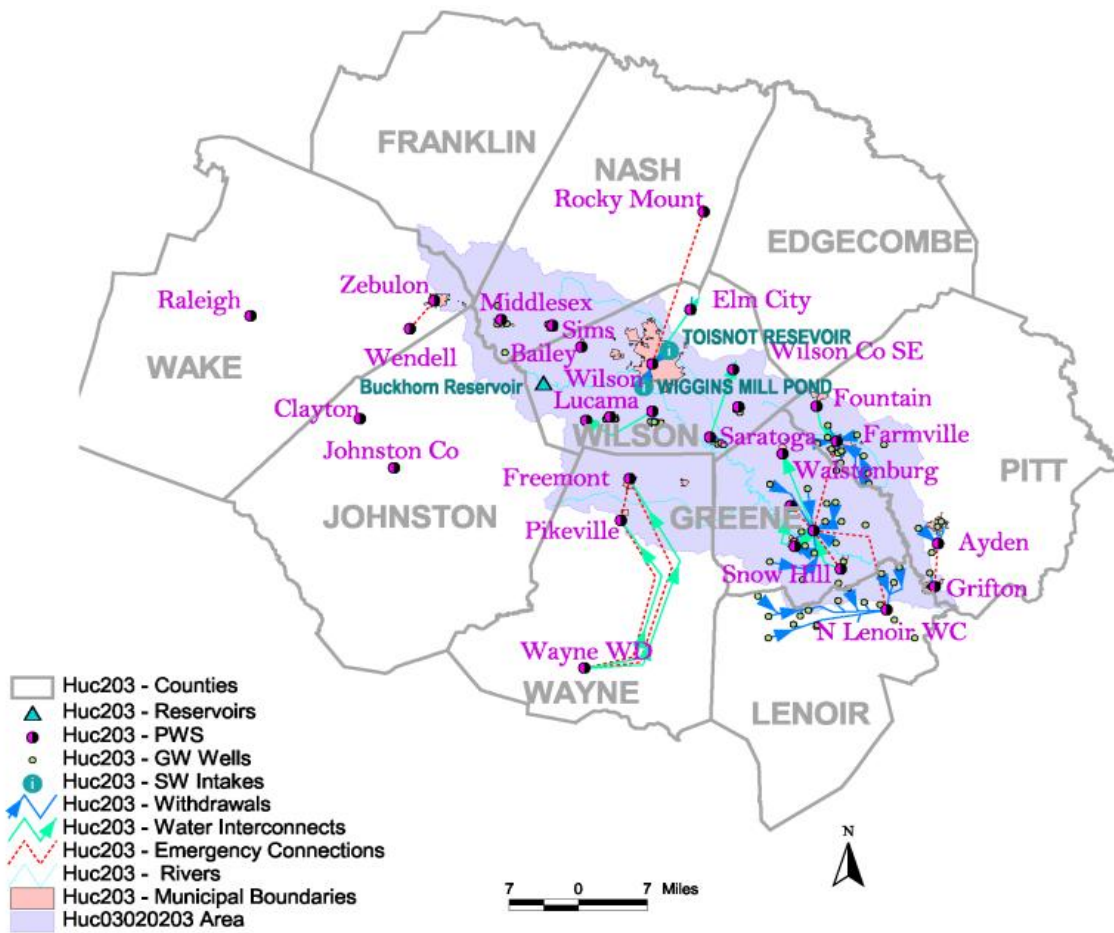 FRANKLIN
NASH
Rocky Mount
EDGECOMBE
Zebulon
Raleigh
Middlesex
Elm City
Sims
TOISNOT RESEVOIR
WAKE
Wendell
Bailey
Wilson Co SE
Buckhorn Reservoir
Wilson
WIGGINS MILL POND
Clayton
Lucama
Fountain
WILSON
Saratoga
Farmville
Johnston Co
Walstonburg
PITT
Freemont
JOHNSTON
GREENE
Pikeville
Ayden
Snow Hill
Grifton
N Lenoir WC
Wayne WD
WAYNE
LENOIR
Huc203 - Counties
Huc203 - Reservoirs
Huc203 - PWS
Huc203 - GW Wells
i Huc203 - SW Intakes
Huc203 - Withdrawals
Huc203 - Water Interconnects
Huc203 - Emergency Connections
Huc203 - Rivers
Huc203 - Municipal Boundaries
Huc03020203 Area
N
7 0 7 Miles